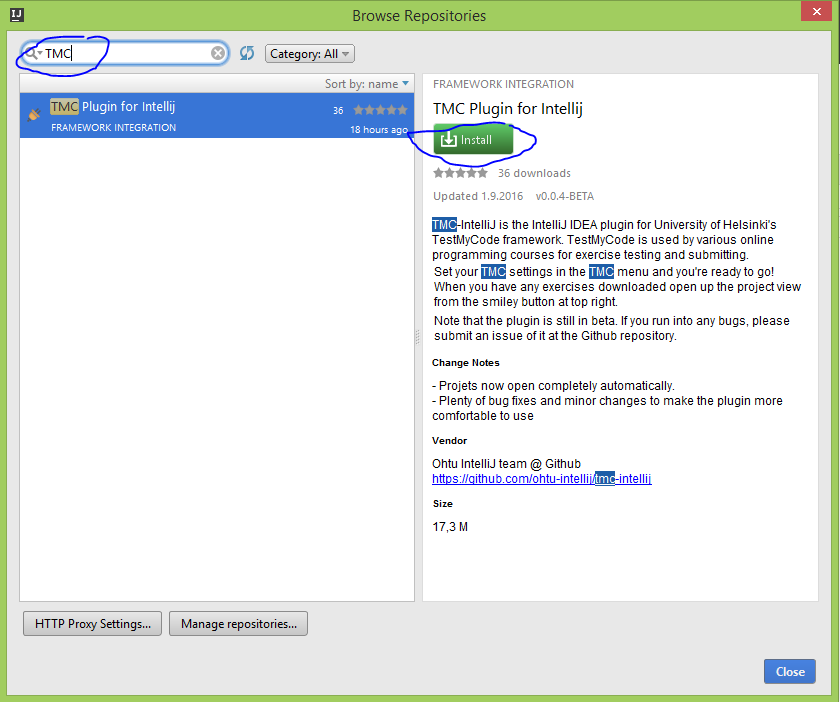 IJ
Browse Repositories
TMC
Category: All
Sort by: name
TMC Plugin for Intellij
36
FRAMEWORK INTEGRATION
18 hours ago
FRAMEWORK INTEGRATION
TMC Plugin for Intellij
Install
36 downloads
Updated 1.9.2016 v0.0.4-BETA
TMC-IntelliJ is the IntelliJ IDEA plugin for University of Helsinki's
TestMyCode framework. TestMyCode is used by various online
programming courses for exercise testing and submitting.
Set your TMC settings in the TMC menu and you're ready to go!
When you have any exercises downloaded open up the project view
from the smiley button at top right.
Note that the plugin is still in beta. If you run into any bugs, please
submit an issue of it at the Github repository.
Change Notes
- Projets now open completely automatically.
- Plenty of bug fixes and minor changes to make the plugin more
comfortable to use
Vendor
Ohtu IntelliJ team @ Github
https://github.com/ohtu-intellij/tmc-intellij
Size
17,3 M
HTTP Proxy Settings...
Manage repositories...
Close